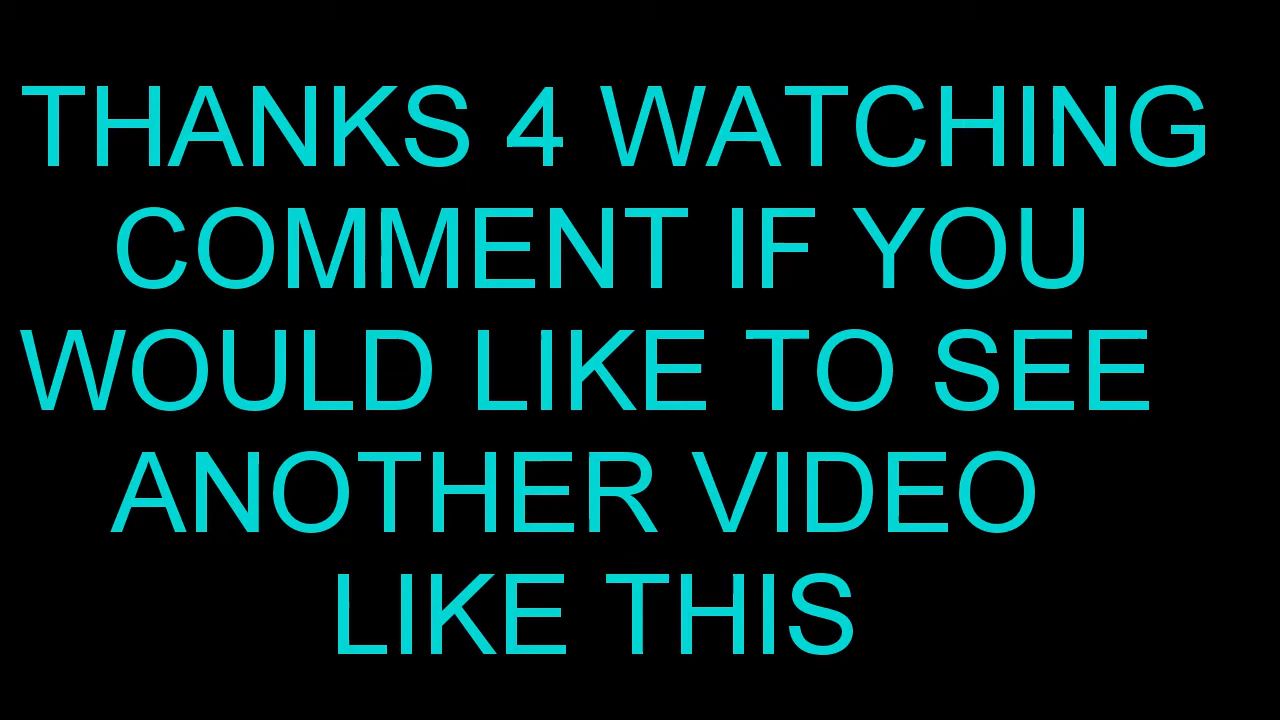 THANKS 4 WATCHING
COMMENT IF YOU
WOULD LIKE TO SEE
ANOTHER VIDEO
LIKE THIS